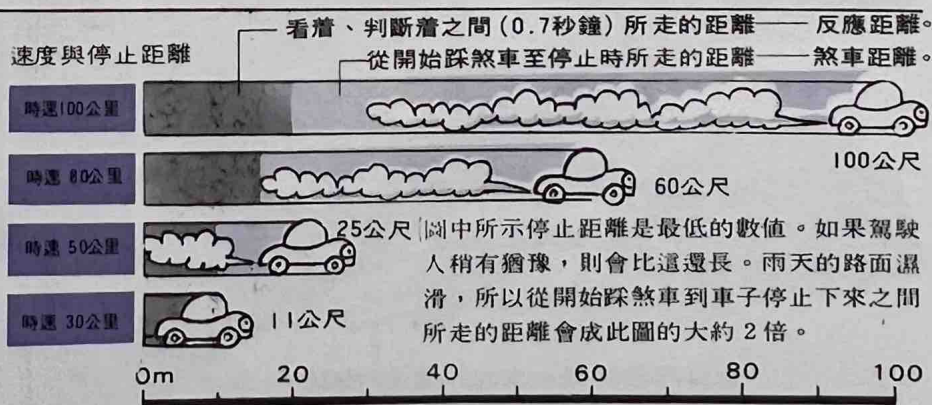 看着、判斷着之間(0.7秒鐘)所走的距離──反應距離。
速度與停止距離
從開始踩煞車至停止時所走的距離──煞車距離。
時速100公里
100公尺
時速 80公里
60公尺
時速 50公里
25公尺
時速 30公里
11公尺
圖中所示停止距離是最低的數值。如果駕駛
人稍有猶豫,則會比這還長。雨天的路面濕
滑,所以從開始踩煞車到車子停止下來之間
所走的距離會成此圖的大約2倍。
0m 20 40 60 80 100